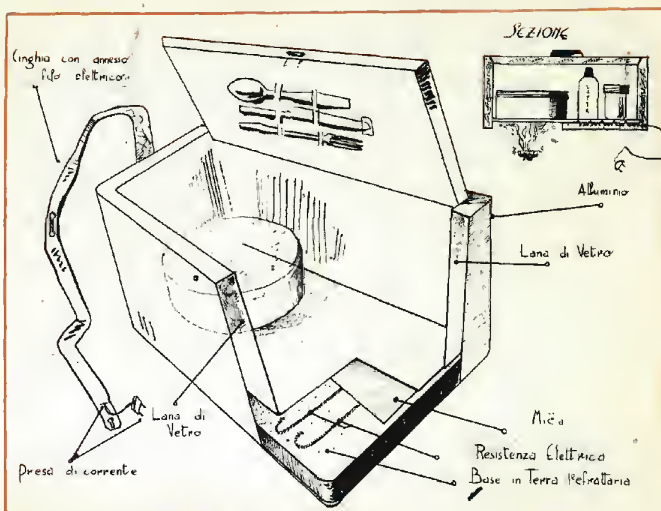 SEZIONE
Cinghia con annesso
filo elettrico
Alluminio
Lana di Vetro
Lana di
Vetro
Mica
Resistenza Elettrica
Base in Terra Refrattaria
Presa di corrente